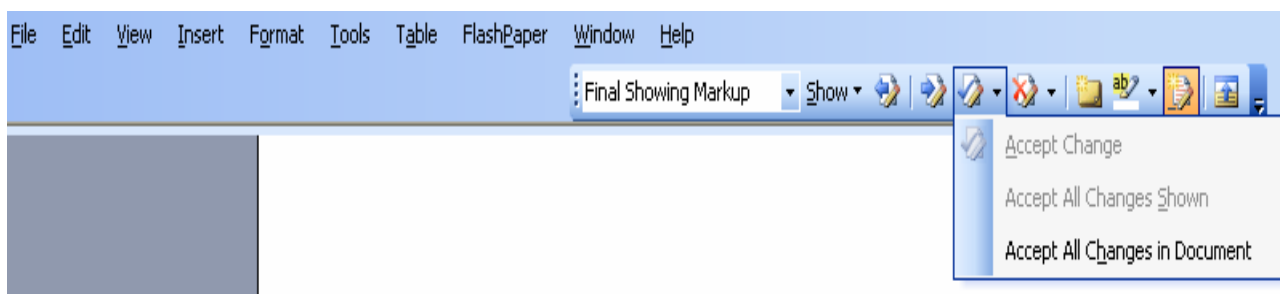 File Edit View Insert Format Tools Table FlashPaper Window Help
Final Showing Markup Show
Accept Change
Accept All Changes Shown
Accept All Changes in Document